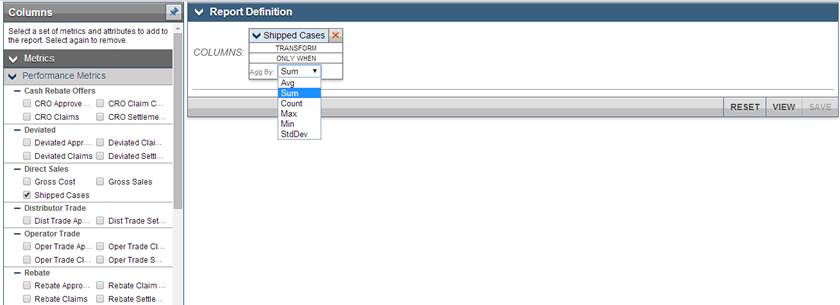 Columns
Select a set of metrics and attributes to add to
the report. Select again to remove.
Metrics
Performance Metrics
Cash Rebate Offers
CRO Approve... CRO Claim C...
CRO Claims CRO Settleme...
Deviated
Deviated Appr... Deviated Clai...
Deviated Claims Deviated Settl...
Direct Sales
Gross Cost Gross Sales
Shipped Cases
Distributor Trade
Dist Trade Ap... Dist Trade Set...
Operator Trade
Oper Trade Ap... Oper Trade Cl...
Oper Trade Cl... Oper Trade S...
Rebate
Rebate Appro... Rebate Claim ...
Rebate Claims Rebate Settle...
Report Definition
COLUMNS:
Shipped Cases
TRANSFORM
ONLY WHEN
Agg By: Sum
Avg
Sum
Count
Max
Min
StdDev
RESET VIEW SAVE